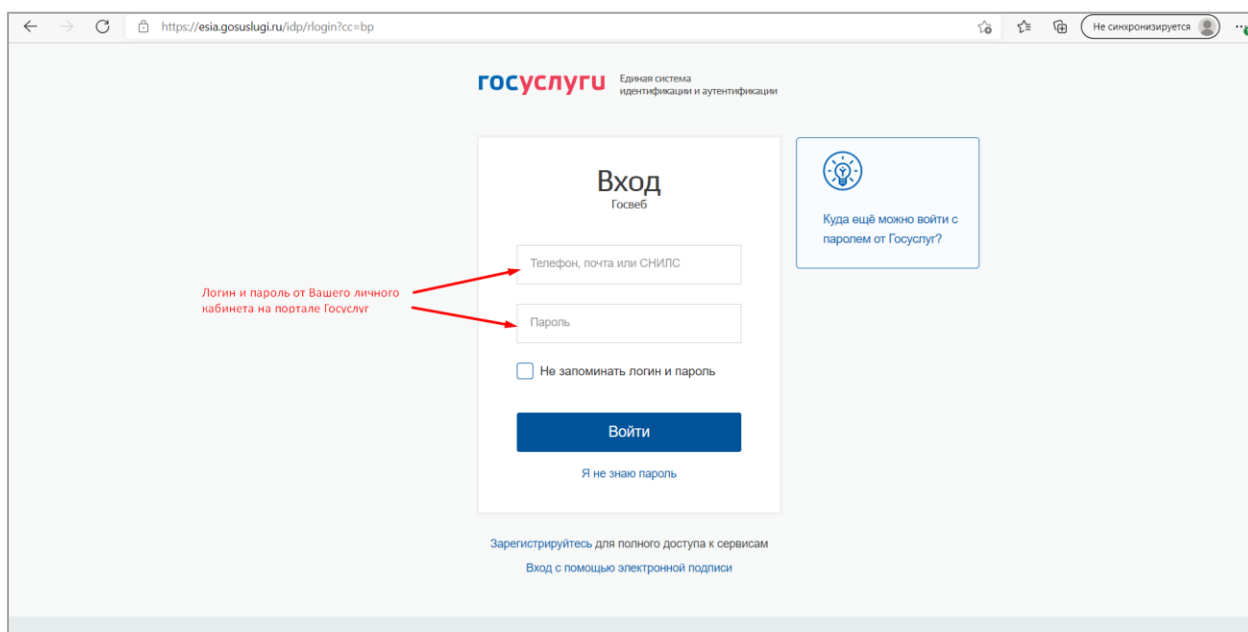 https://esia.gosuslugi.ru/idp/rlogin?cc=bp
Не синхронизируется
госуслуги
Единая система
идентификации и аутентификации
Вход
Госвеб
Куда ещё можно войти с
паролем от Госуслуг?
Телефон, почта или СНИЛС
Логин и пароль от Вашего личного
кабинета на портале Госуслуг
Пароль
Не запоминать логин и пароль
Войти
Я не знаю пароль
Зарегистрируйтесь для полного доступа к сервисам
Вход с помощью электронной подписи